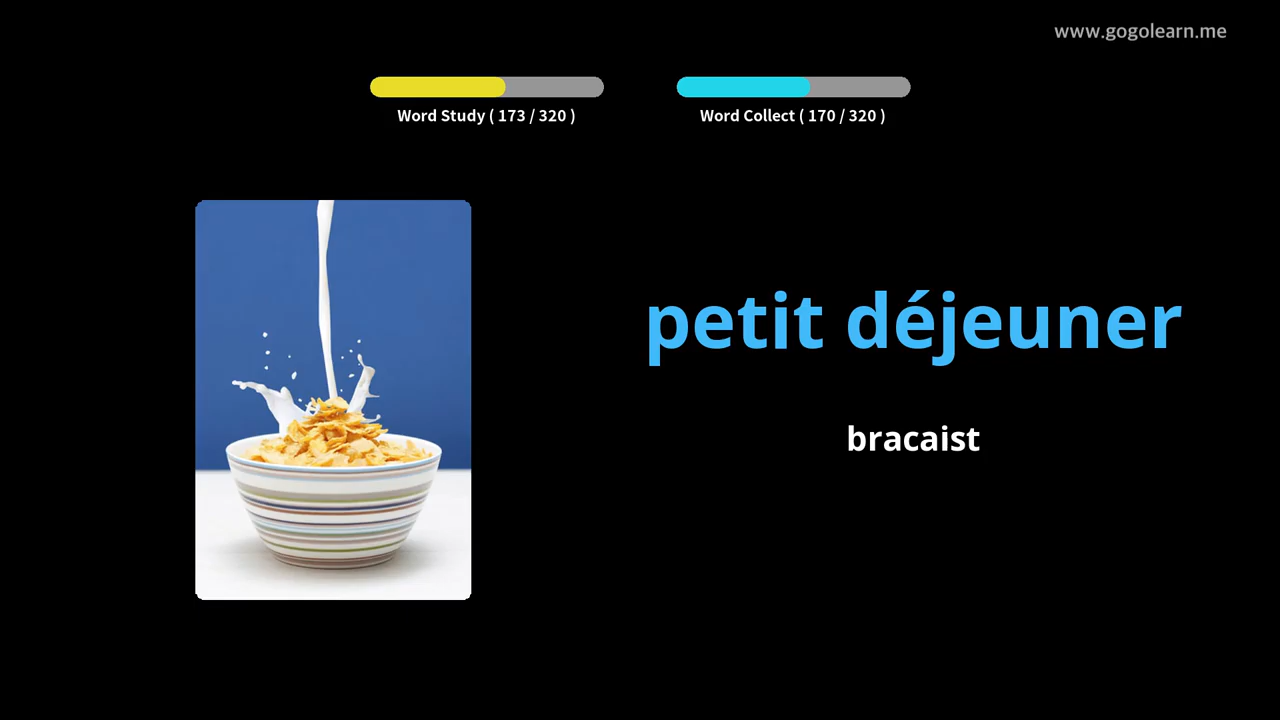 www.gogolearn.me
Word Study ( 173 / 320 )
Word Collect ( 170 / 320 )
petit déjeuner
bracaist